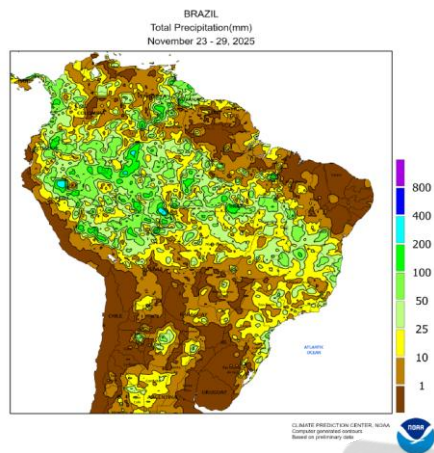 BRAZIL
Total Precipitation(mm)
November 23 - 29, 2025
800
400
200
100
50
25
10
1
ATLANTIC
OCEAN
CLIMATE PREDICTION CENTER, NOAA
Computer generated contours
Based on preliminary data
NOAA